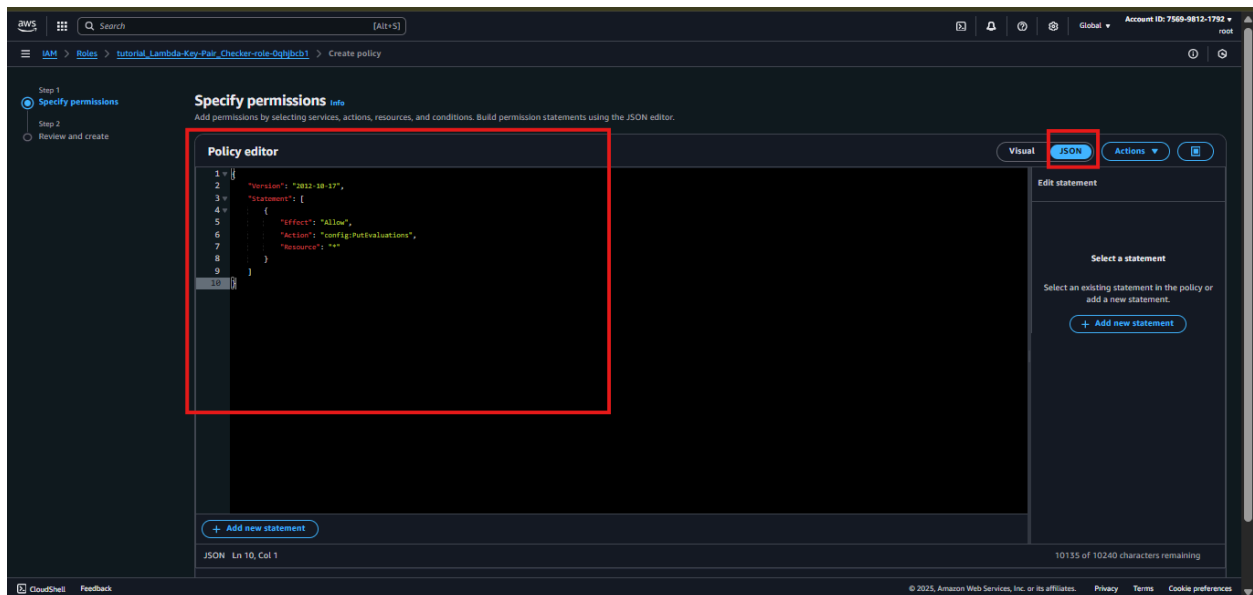 aws
Search
[Alt+S]
Global
Account ID: 7569-9812-1792
root
IAM > Roles > tutorial_Lambda-Key-Pair_Checker-role-0qhjbcb1 > Create policy
Step 1
Specify permissions
Step 2
Review and create
Specify permissions Info
Add permissions by selecting services, actions, resources, and conditions. Build permission statements using the JSON editor.
Policy editor
Visual
JSON
Actions
1 {
2 "Version": "2012-10-17",
3 "Statement": [
4 {
5 "Effect": "Allow",
6 "Action": "config:PutEvaluations",
7 "Resource": "*"
8 }
9 ]
10 }
Edit statement
Select a statement
Select an existing statement in the policy or
add a new statement.
+ Add new statement
+ Add new statement
JSON Ln 10, Col 1
10135 of 10240 characters remaining
CloudShell Feedback
© 2025, Amazon Web Services, Inc. or its affiliates. Privacy Terms Cookie preferences